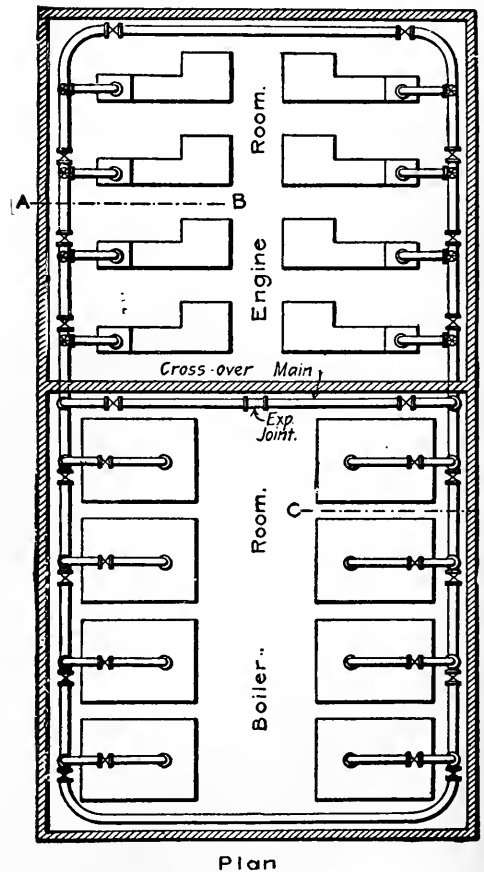 Engine Room.
A B
Cross-over Main
Exp.
Joint.
C
Boiler.. Room.
Plan